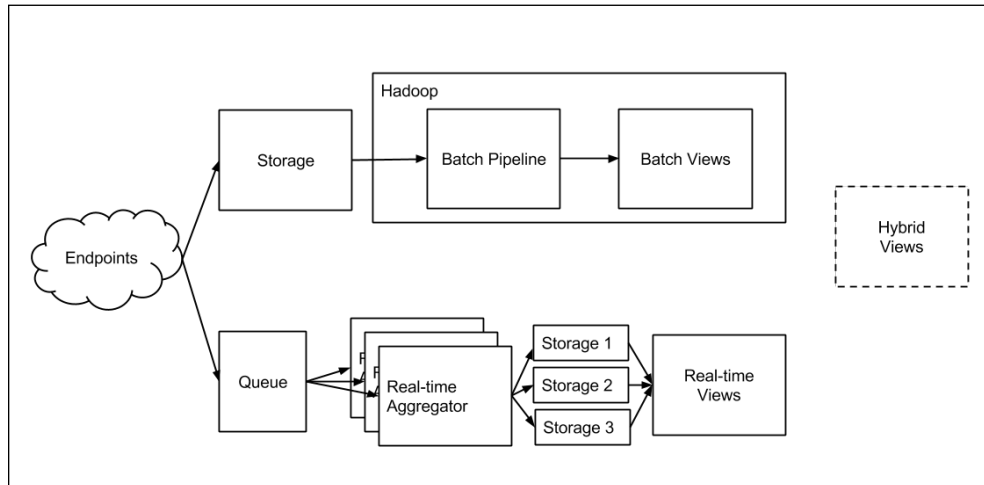 Hadoop
Storage
Batch Pipeline
Batch Views
Hybrid
Views
Endpoints
Queue
Real-time
Aggregator
Storage 1
Storage 2
Storage 3
Real-time
Views